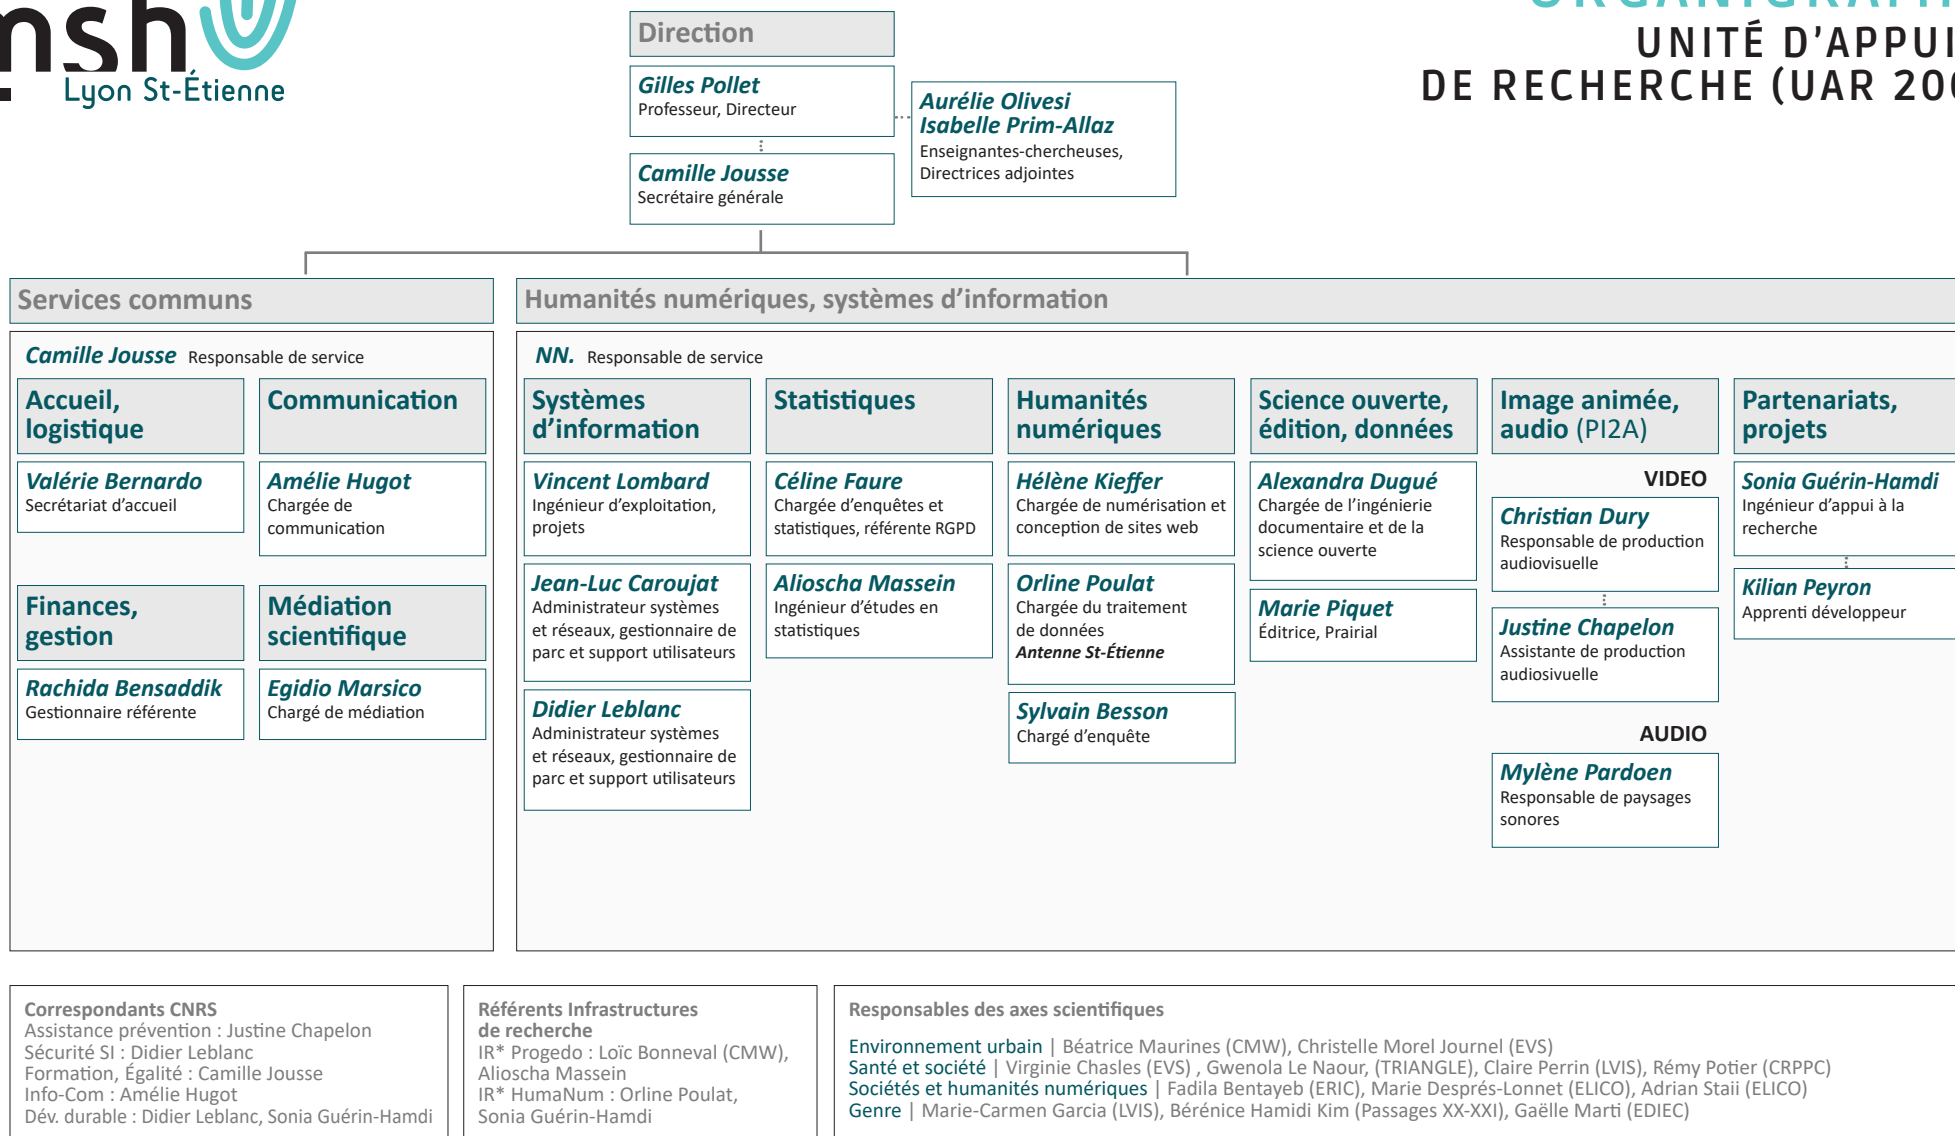 msh
Lyon St-Étienne
UNITÉ D'APPUI
DE RECHERCHE (UAR 200
Direction
Gilles Pollet
Professeur, Directeur
Aurélie Olivesi
Isabelle Prim-Allaz
Enseignantes-chercheuses,
Directrices adjointes
Camille Jousse
Secrétaire générale
Services communs
Camille Jousse Responsable de service
Accueil,
logistique
Valérie Bernardo
Secrétariat d'accueil
Communication
Amélie Hugot
Chargée de
communication
Finances,
gestion
Rachida Bensaddik
Gestionnaire référente
Médiation
scientifique
Egidio Marsico
Chargé de médiation
Humanités numériques, systèmes d'information
NN. Responsable de service
Systèmes
d'information
Vincent Lombard
Ingénieur d'exploitation,
projets
Jean-Luc Caroujat
Administrateur systèmes
et réseaux, gestionnaire de
parc et support utilisateurs
Didier Leblanc
Administrateur systèmes
et réseaux, gestionnaire de
parc et support utilisateurs
Statistiques
Céline Faure
Chargée d'enquêtes et
statistiques, référente RGPD
Alioscha Massein
Ingénieur d'études en
statistiques
Humanités
numériques
Hélène Kieffer
Chargée de numérisation et
conception de sites web
Orline Poulat
Chargée du traitement
de données
Antenne St-Étienne
Sylvain Besson
Chargé d'enquête
Science ouverte,
édition, données
Alexandra Dugué
Chargée de l'ingénierie
documentaire et de la
science ouverte
Marie Piquet
Éditrice, Prairial
Image animée,
audio (PI2A)
VIDEO
Christian Dury
Responsable de production
audiovisuelle
Justine Chapelon
Assistante de production
audiosivuelle
AUDIO
Mylène Pardoen
Responsable de paysages
sonores
Partenariats,
projets
Sonia Guérin-Hamdi
Ingénieur d'appui à la
recherche
Kilian Peyron
Apprenti développeur
Correspondants CNRS
Assistance prévention : Justine Chapelon
Sécurité SI : Didier Leblanc
Formation, Égalité : Camille Jousse
Info-Com : Amélie Hugot
Dév. durable : Didier Leblanc, Sonia Guérin-Hamdi
Référents Infrastructures
de recherche
IR* Progedo : Loïc Bonneval (CMW),
Alioscha Massein
IR* HumaNum : Orline Poulat,
Sonia Guérin-Hamdi
Responsables des axes scientifiques
Environnement urbain | Béatrice Maurines (CMW), Christelle Morel Journel (EVS)
Santé et société | Virginie Chasles (EVS) , Gwenola Le Naour, (TRIANGLE), Claire Perrin (LVIS), Rémy Potier (CRPPC)
Sociétés et humanités numériques | Fadila Bentayeb (ERIC), Marie Després-Lonnet (ELICO), Adrian Staii (ELICO)
Genre | Marie-Carmen Garcia (LVIS), Bérénice Hamidi Kim (Passages XX-XXI), Gaëlle Marti (EDIEC)